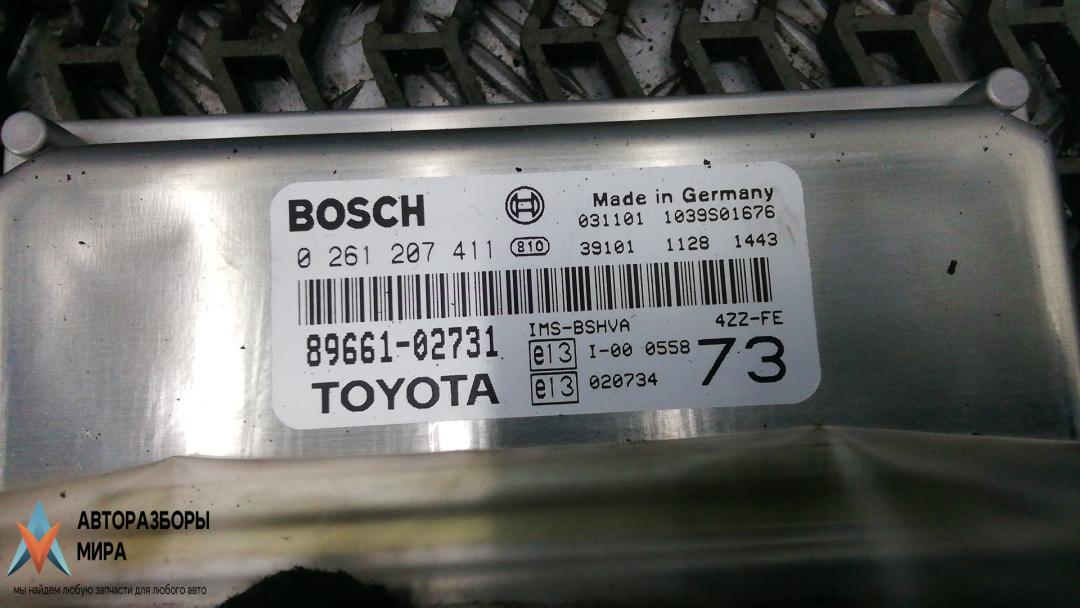 BOSCH
Made in Germany
031101 1039S01676
0 261 207 411 810 39101 1128 1443
89661-02731
IMS-BSHVA 4ZZ-FE
e13 I-00 0558 73
TOYOTA
e13 020734
АВТОРАЗБОРЫ
МИРА
мы найдем любую запчасти для любого авто